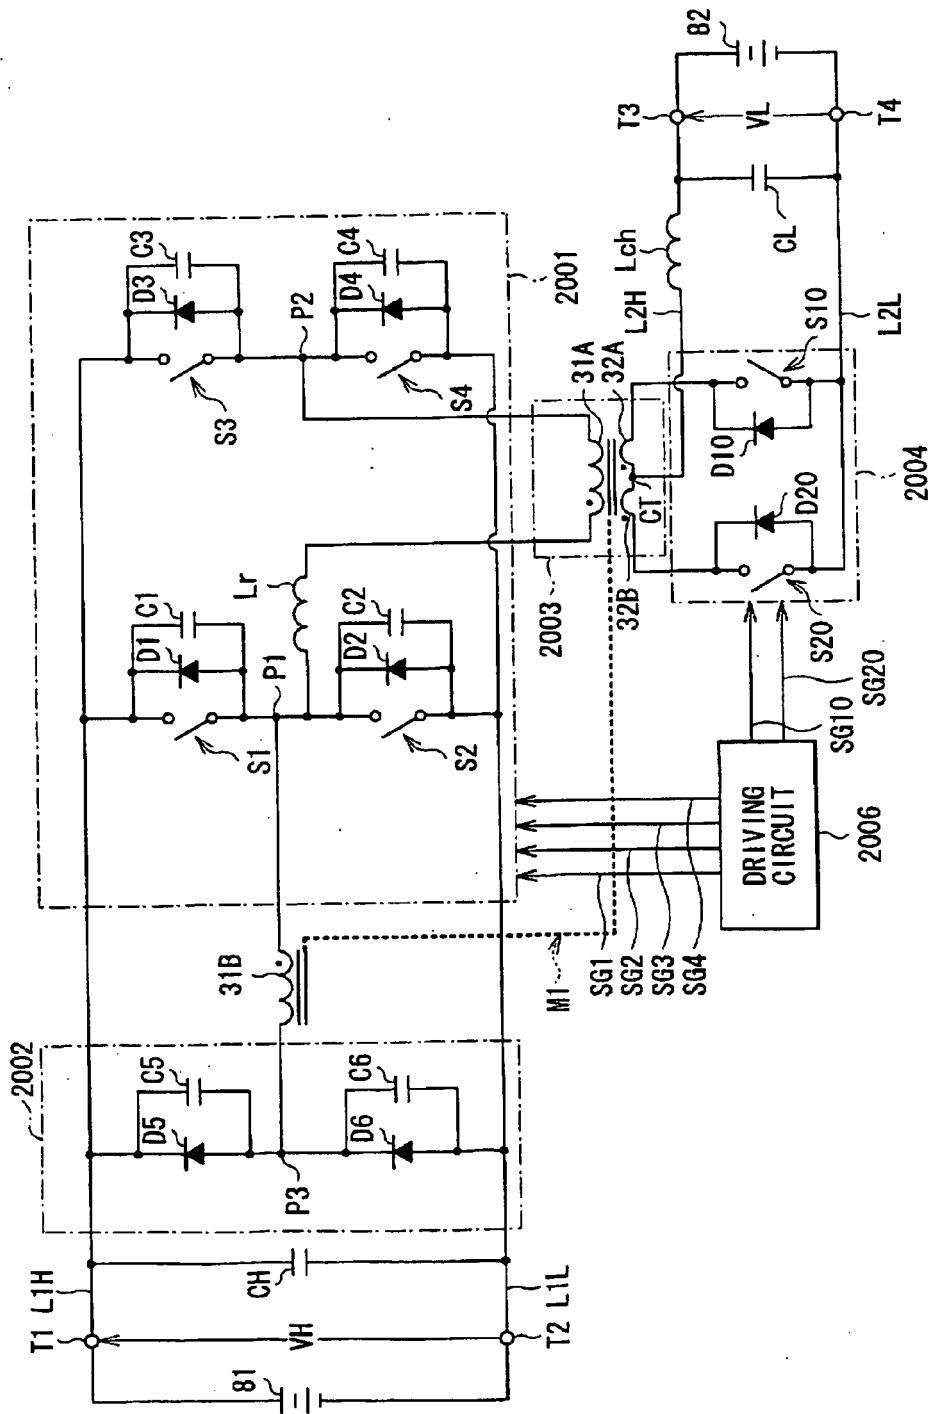 2002
T1
L1H
D5
C5
31B
S1
D1
C1
P1
Lr
S3
D3
C3
P2
2001
VH
B1
CH
P3
D6
C6
S2
D2
C2
S4
D4
C4
T2
L1L
M1
SG1
SG2
SG3
SG4
DRIVING
CIRCUIT
2006
SG10
SG20
2003
31A
32A
32B
CT
L2H
Lch
T3
B2
VL
CL
T4
L2L
S10
D10
D20
S20
2004